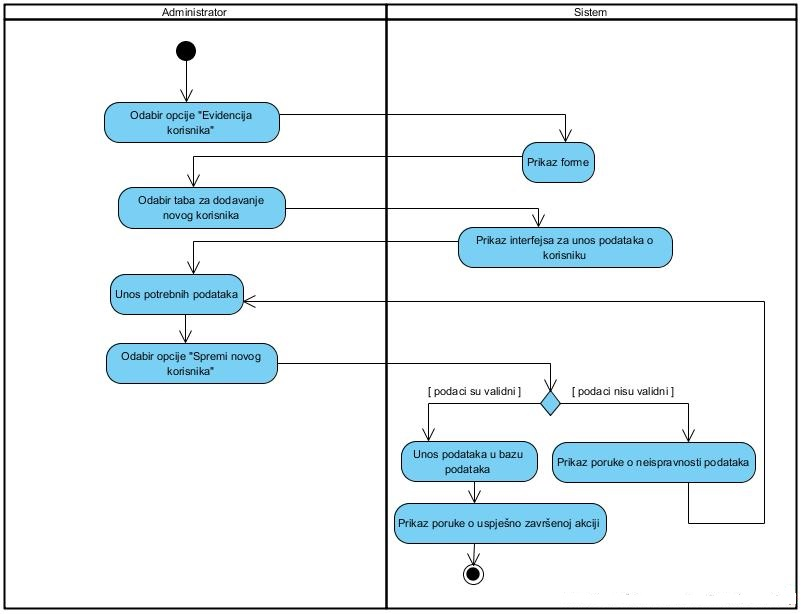 Administrator
Sistem
Odabir opcije "Evidencija
korisnika"
Prikaz forme
Odabir taba za dodavanje
novog korisnika
Prikaz interfejsa za unos podataka o
korisniku
Unos potrebnih podataka
Odabir opcije "Spremi novog
korisnika"
[ podaci su validni ]
[ podaci nisu validni ]
Unos podataka u bazu
podataka
Prikaz poruke o neispravnosti podataka
Prikaz poruke o uspješno završenoj akciji